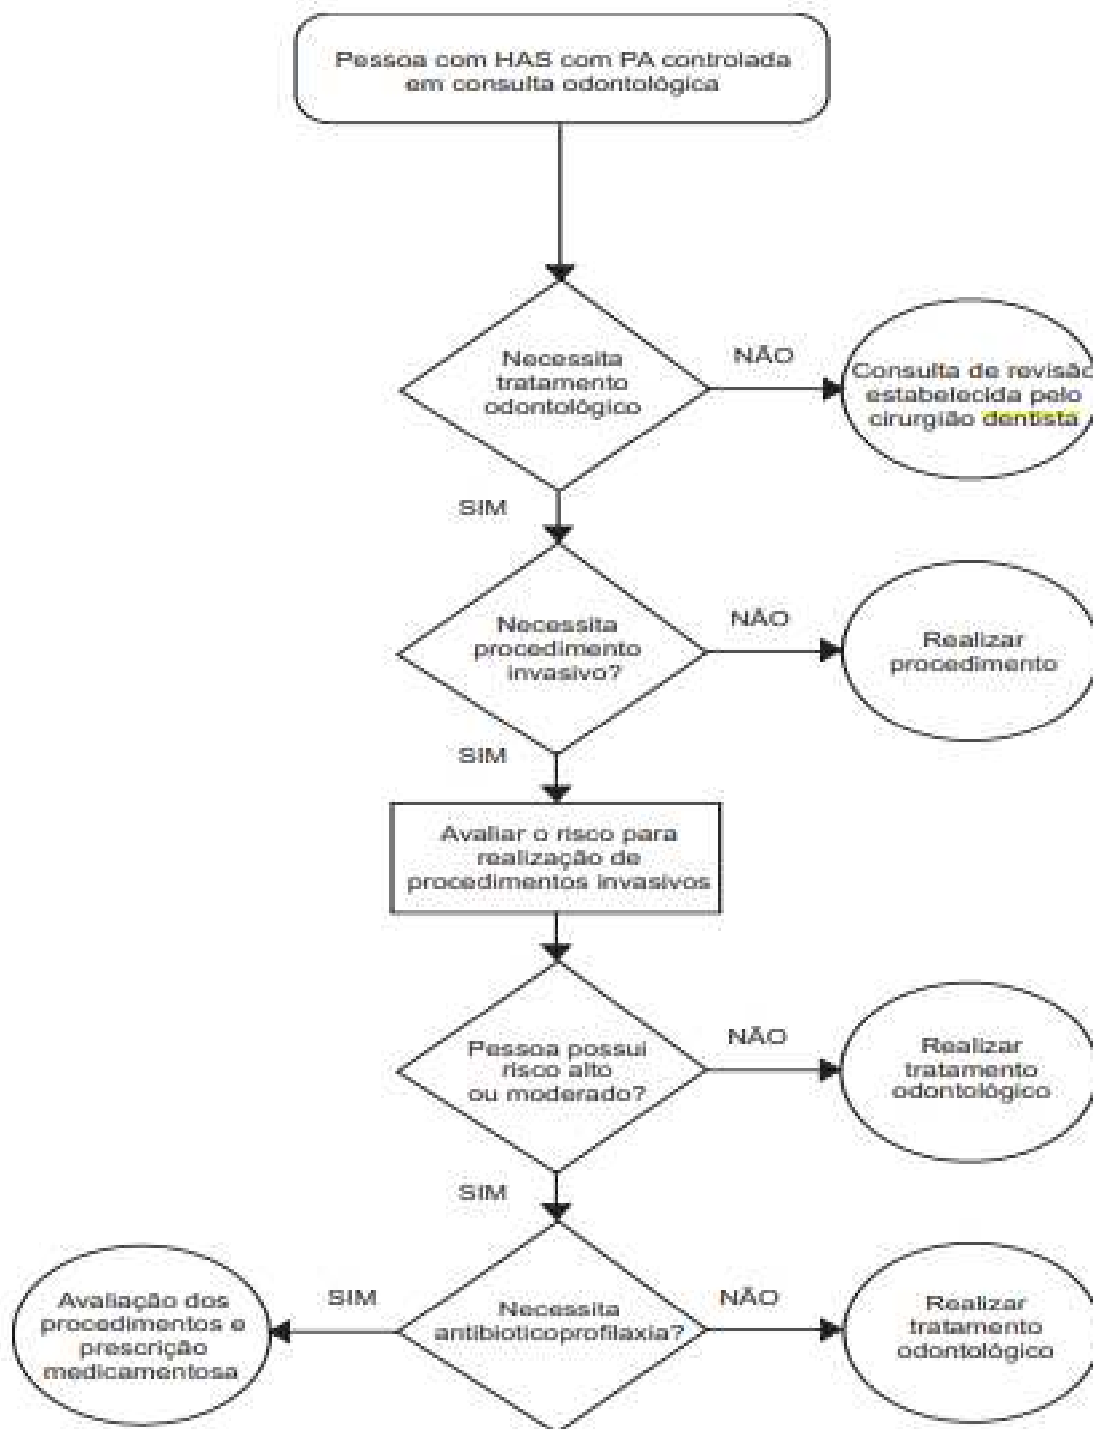 Pessoa com HAS com PA controlada
em consulta odontológica
Necessita
tratamento
odontológico
NÃO
Consulta de revisão
estabelecida pelo
cirurgião dentista
SIM
Necessita
procedimento
invasivo?
NÃO
Realizar
procedimento
SIM
Avaliar o risco para
realização de
procedimentos invasivos
Pessoa possui
risco alto
ou moderado?
NÃO
Realizar
tratamento
odontológico
SIM
Necessita
antibioticoprofilaxia?
SIM
Avaliação dos
procedimentos e
prescrição
medicamentosa
NÃO
Realizar
tratamento
odontológico